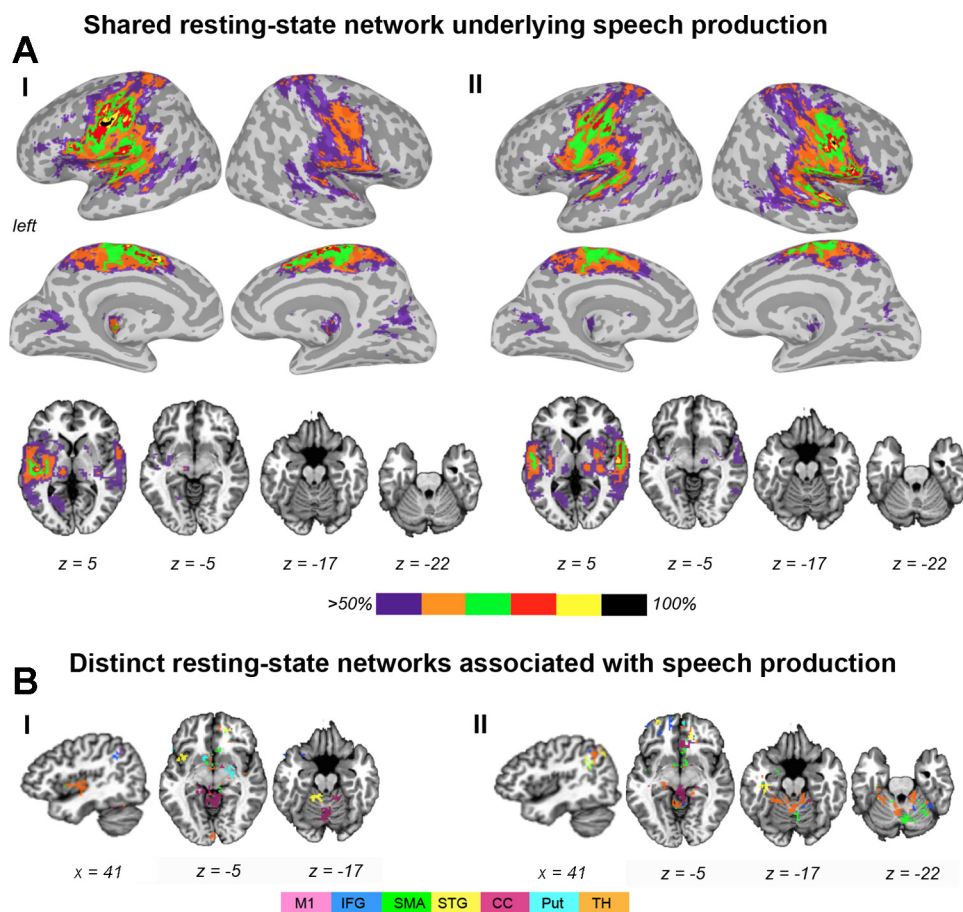 Shared resting-state network underlying speech production
A
I
II
left
z = 5 z = -5 z = -17 z = -22 z = 5 z = -5 z = -17 z = -22
>50% 100%
Distinct resting-state networks associated with speech production
B
I
II
x = 41 z = -5 z = -17 x = 41 z = -5 z = -17 z = -22
M1 IFG SMA STG CC Put TH